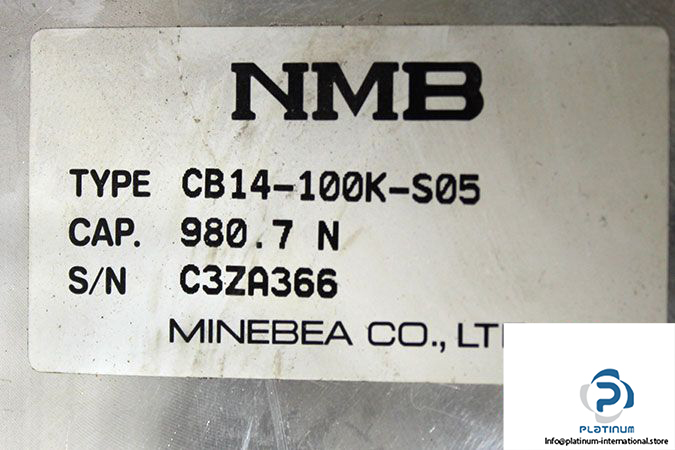 NMB
TYPE CB14-100K-S05
CAP. 980.7 N
S/N C3ZA366
MINEBEA CO., LT
PLATINUM
Info@platinum-international.store